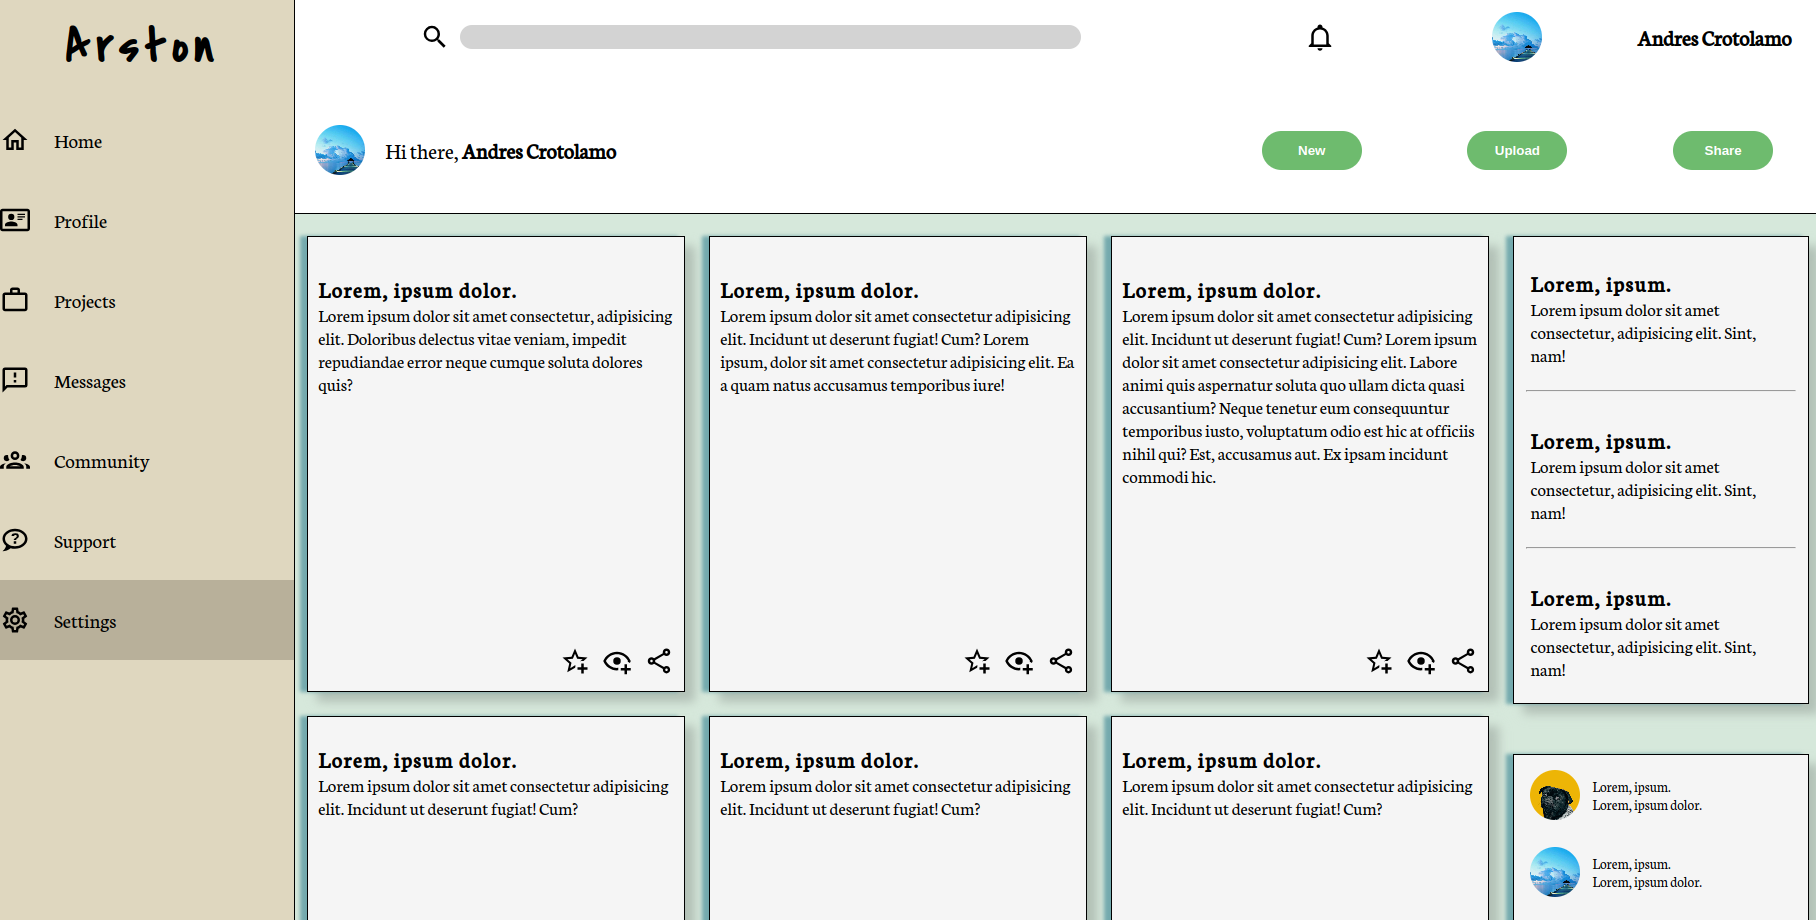 Arston
Home
Profile
Projects
Messages
Community
Support
Settings
Andres Crotolamo
Hi there, Andres Crotolamo
New
Upload
Share
Lorem, ipsum dolor.
Lorem ipsum dolor sit amet consectetur, adipisicing
elit. Doloribus delectus vitae veniam, impedit
repudiandae error neque cumque soluta dolores
quis?
Lorem, ipsum dolor.
Lorem ipsum dolor sit amet consectetur adipisicing
elit. Incidunt ut deserunt fugiat! Cum? Lorem
ipsum, dolor sit amet consectetur adipisicing elit. Ea
a quam natus accusamus temporibus iure!
Lorem, ipsum dolor.
Lorem ipsum dolor sit amet consectetur adipisicing
elit. Incidunt ut deserunt fugiat! Cum? Lorem ipsum
dolor sit amet consectetur adipisicing elit. Labore
animi quis aspernatur soluta quo ullam dicta quasi
accusantium? Neque tenetur eum consequuntur
temporibus iusto, voluptatum odio est hic at officiis
nihil qui? Est, accusamus aut. Ex ipsam incidunt
commodi hic.
Lorem, ipsum.
Lorem ipsum dolor sit amet
consectetur, adipisicing elit. Sint,
nam!
Lorem, ipsum.
Lorem ipsum dolor sit amet
consectetur, adipisicing elit. Sint,
nam!
Lorem, ipsum.
Lorem ipsum dolor sit amet
consectetur, adipisicing elit. Sint,
nam!
Lorem, ipsum dolor.
Lorem ipsum dolor sit amet consectetur adipisicing
elit. Incidunt ut deserunt fugiat! Cum?
Lorem, ipsum dolor.
Lorem ipsum dolor sit amet consectetur adipisicing
elit. Incidunt ut deserunt fugiat! Cum?
Lorem, ipsum dolor.
Lorem ipsum dolor sit amet consectetur adipisicing
elit. Incidunt ut deserunt fugiat! Cum?
Lorem, ipsum.
Lorem, ipsum dolor.
Lorem, ipsum.
Lorem, ipsum dolor.